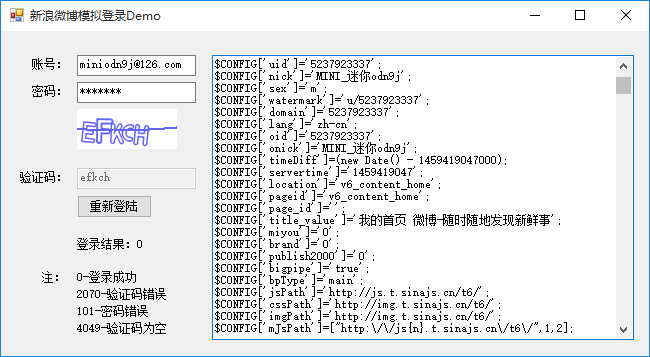 新浪微博模拟登录Demo
账号： miniodn9j@126.com
密码： *******
EFKCH
验证码： efkch
重新登陆
登录结果：0
注： 0-登录成功
2070-验证码错误
101-密码错误
4049-验证码为空
$CONFIG['uid']='5237923337';
$CONFIG['nick']='MINI_迷你odn9j';
$CONFIG['sex']='m';
$CONFIG['watermark']='u/5237923337';
$CONFIG['domain']='5237923337';
$CONFIG['lang']='zh-cn';
$CONFIG['oid']='5237923337';
$CONFIG['onick']='MINI_迷你odn9j';
$CONFIG['timeDiff']=(new Date() - 1459419047000);
$CONFIG['servertime']='1459419047';
$CONFIG['location']='v6_content_home';
$CONFIG['pageid']='v6_content_home';
$CONFIG['page_id']='';
$CONFIG['title_value']='我的首页 微博-随时随地发现新鲜事';
$CONFIG['miyou']='0';
$CONFIG['brand']='0';
$CONFIG['publish2000']='0';
$CONFIG['bigpipe']='true';
$CONFIG['bpType']='main';
$CONFIG['jsPath']='http://js.t.sinajs.cn/t6/';
$CONFIG['cssPath']='http://img.t.sinajs.cn/t6/';
$CONFIG['imgPath']='http://img.t.sinajs.cn/t6/';
$CONFIG['mJsPath']=["http:\/\/js{n}.t.sinajs.cn\/t6\/",1,2];